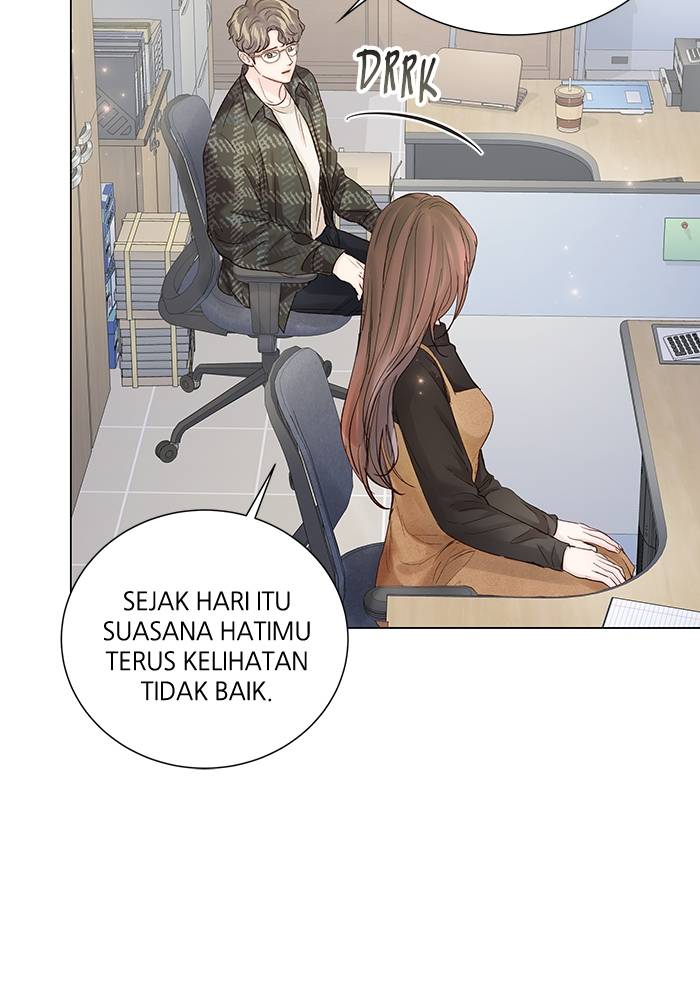 DRRK
SEJAK HARI ITU
SUASANA HATIMU
TERUS KELIHATAN
TIDAK BAIK.